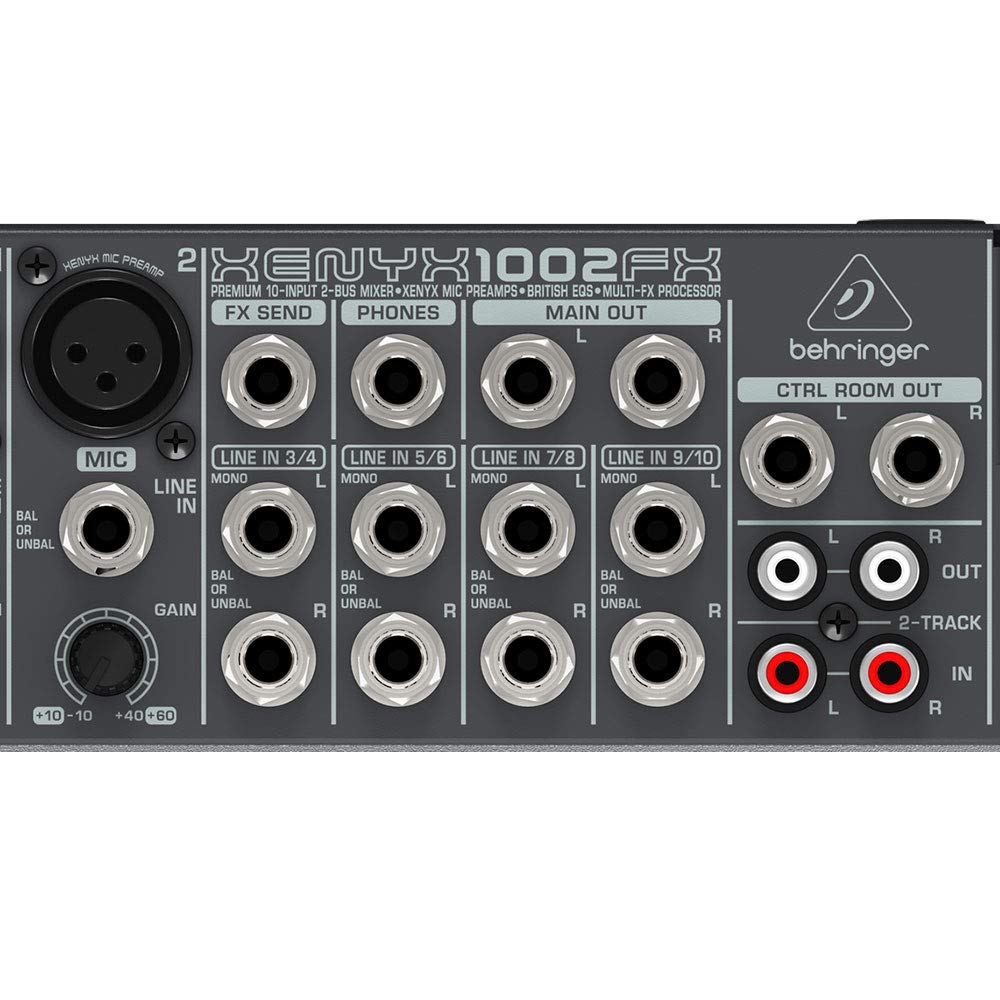 XENYX MIC PREAMP
2
XENYX1002FX
PREMIUM 10-INPUT 2-BUS MIXER•XENYX MIC PREAMPS•BRITISH EQS•MULTI-FX PROCESSOR
FX SEND
PHONES
MAIN OUT
L
R
behringer
CTRL ROOM OUT
L
R
MIC
LINE IN 3/4
LINE IN 5/6
LINE IN 7/8
LINE IN 9/10
MONO
L
MONO
L
MONO
L
MONO
L
LINE
IN
BAL
OR
UNBAL
BAL
OR
UNBAL
BAL
OR
UNBAL
BAL
OR
UNBAL
BAL
OR
UNBAL
R
R
R
R
L
R
OUT
2-TRACK
IN
L
R
GAIN
+10 -10 +40 +60